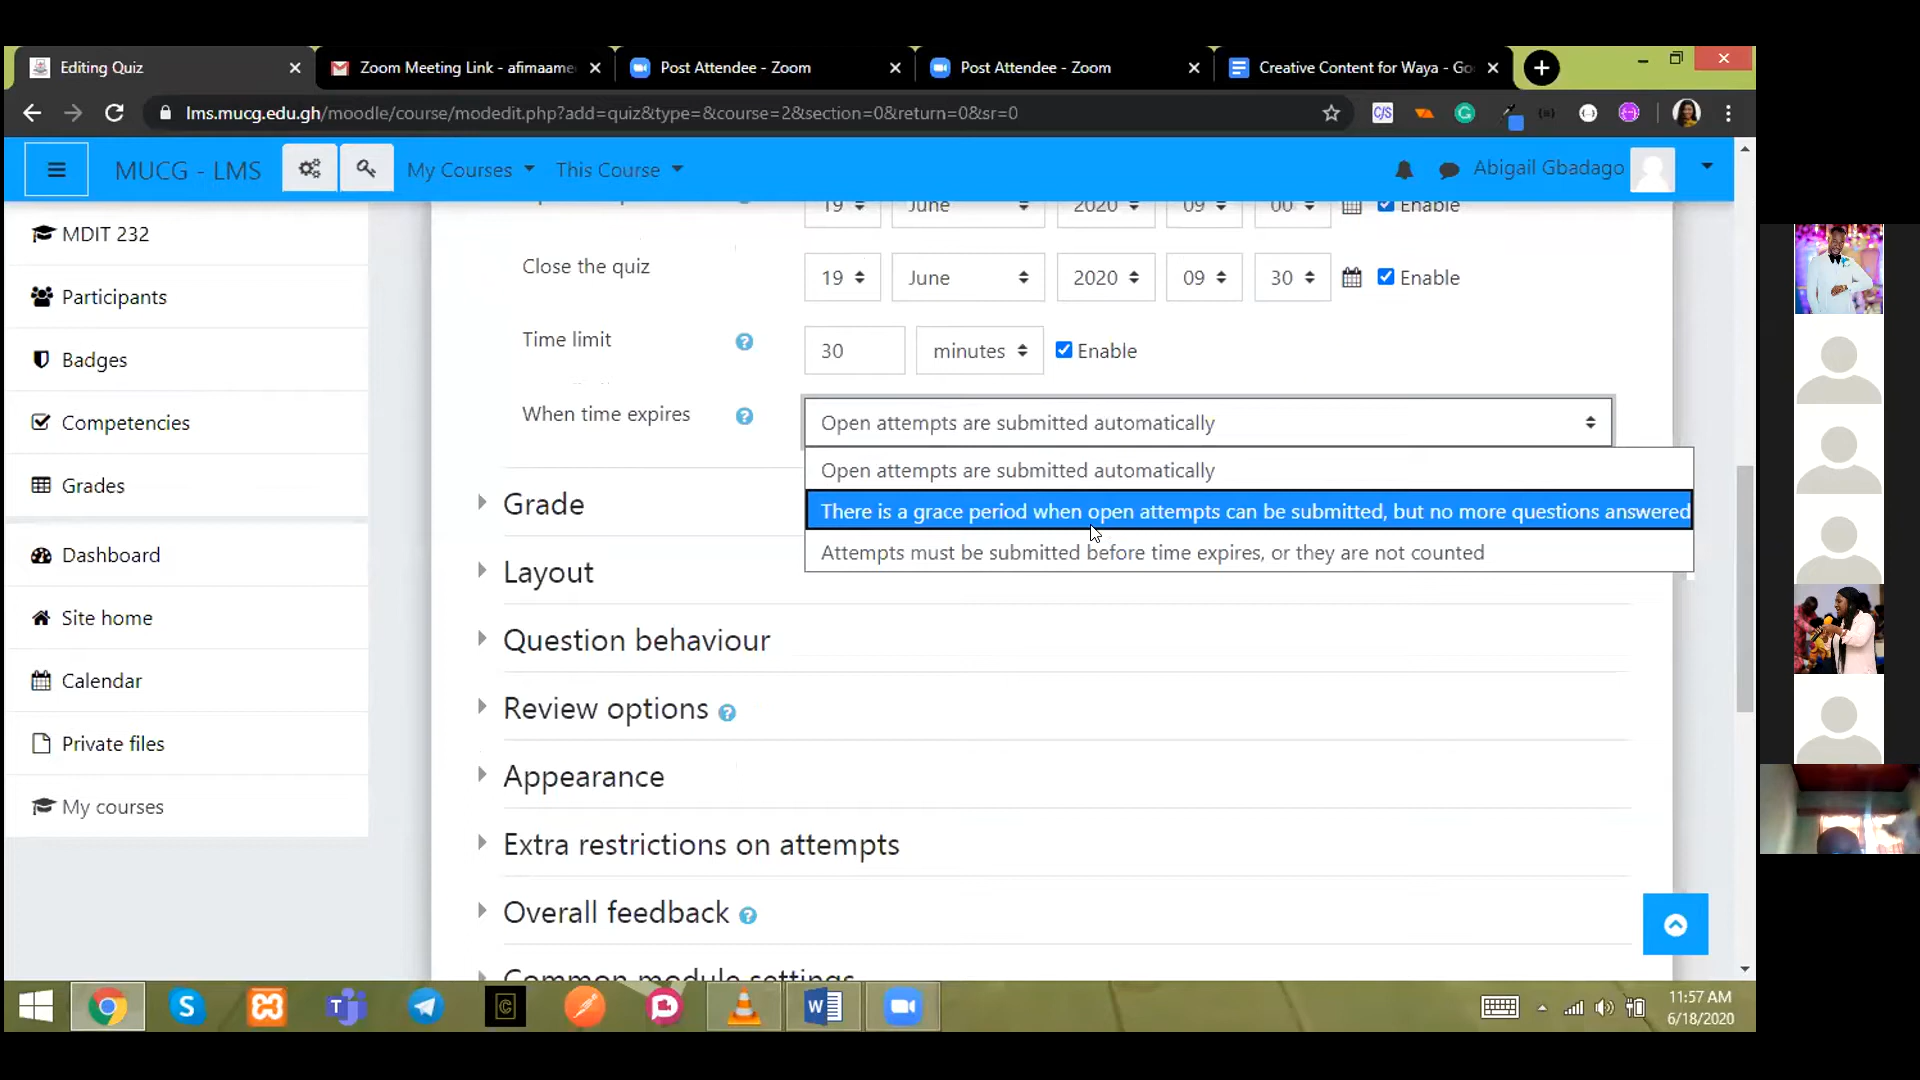 Editing Quiz
Zoom Meeting Link - afimaame
Post Attendee - Zoom
Post Attendee - Zoom
Creative Content for Waya - Go
lms.mucg.edu.gh/moodle/course/modedit.php?add=quiz&type=&course=2&section=0&return=0&sr=0
MUCG - LMS
My Courses
This Course
Abigail Gbadago
MDIT 232
Participants
Badges
Competencies
Grades
Dashboard
Site home
Calendar
Private files
My courses
19 June 2020 09 00 Enable
Close the quiz
19 June 2020 09 30 Enable
Time limit
30 minutes Enable
When time expires
Open attempts are submitted automatically
Open attempts are submitted automatically
There is a grace period when open attempts can be submitted, but no more questions answered
Attempts must be submitted before time expires, or they are not counted
Grade
Layout
Question behaviour
Review options
Appearance
Extra restrictions on attempts
Overall feedback
Common module settings
11:57 AM
6/18/2020